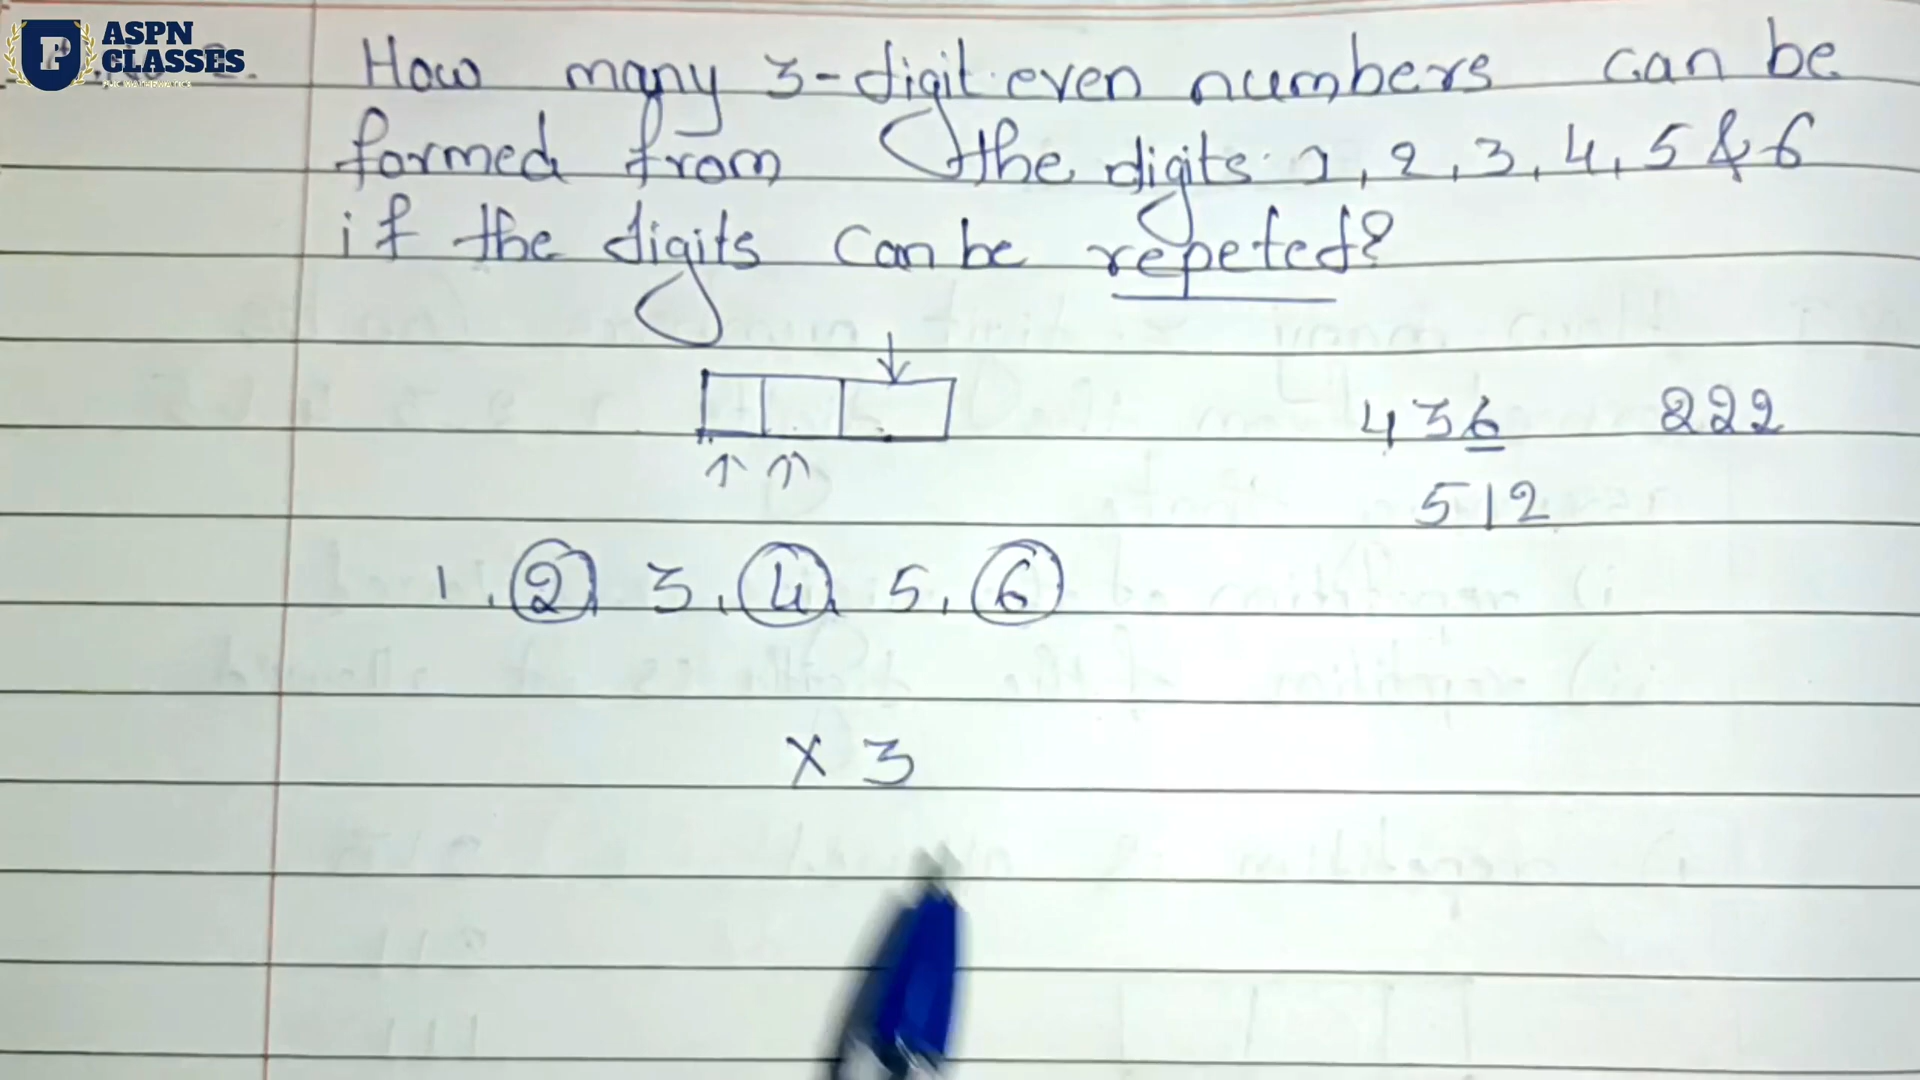 ASPN
CLASSES
How many 3-digit even numbers can be
formed from the digits 1, 2, 3, 4, 5 & 6
if the digits can be repeted?
436 222
512
1, 2, 3, 4, 5, 6
× 3